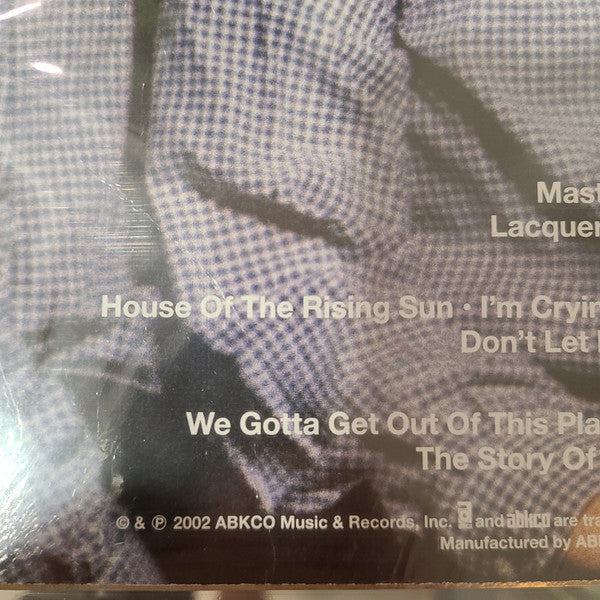 Mast
Lacquer
House Of The Rising Sun • I'm Cryin
Don't Let
We Gotta Get Out Of This Pla
The Story Of
© & ℗ 2002 ABKCO Music & Records, Inc. a and abkco are tra
Manufactured by AB